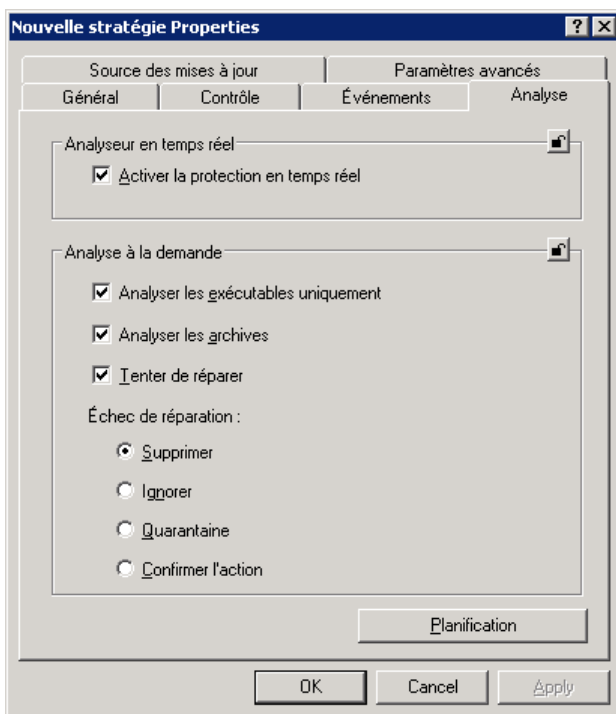 Nouvelle stratégie Properties
Source des mises à jour
Paramètres avancés
Général
Contrôle
Événements
Analyse
Analyseur en temps réel
Activer la protection en temps réel
Analyse à la demande
Analyser les exécutables uniquement
Analyser les archives
Tenter de réparer
Échec de réparation :
Supprimer
Ignorer
Quarantaine
Confirmer l'action
Planification
OK
Cancel
Apply